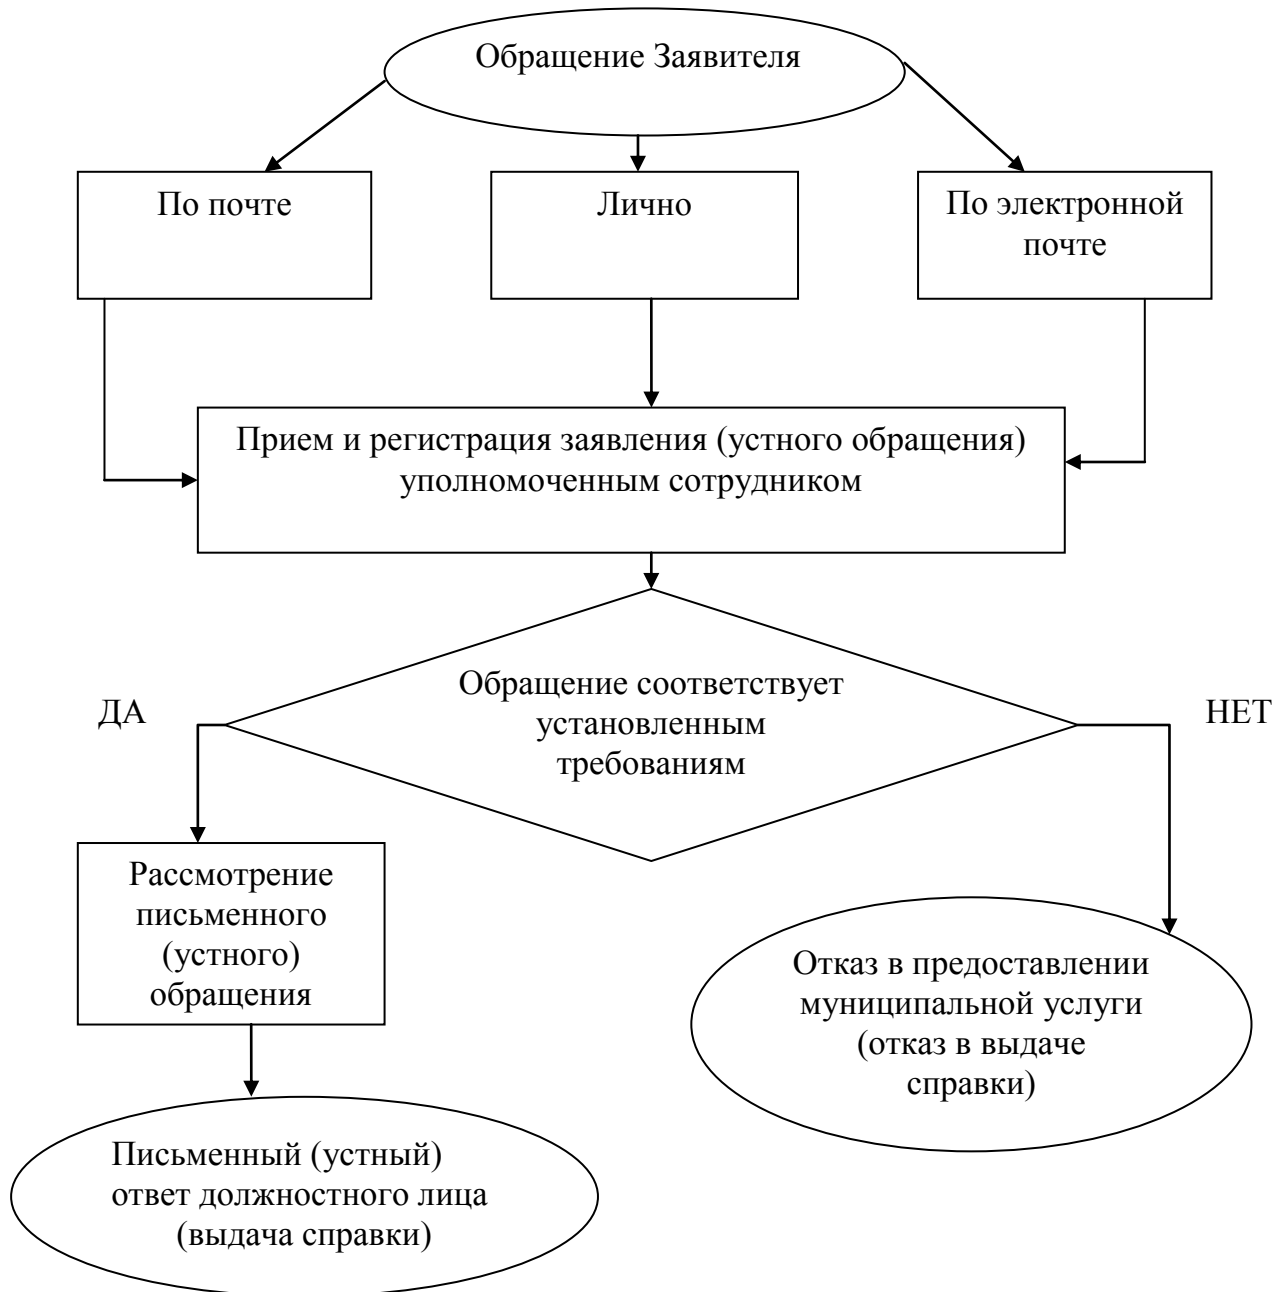 Обращение Заявителя
По почте
Лично
По электронной
почте
Прием и регистрация заявления (устного обращения)
уполномоченным сотрудником
Обращение соответствует
установленным
требованиям
ДА
НЕТ
Рассмотрение
письменного
(устного)
обращения
Отказ в предоставлении
муниципальной услуги
(отказ в выдаче
справки)
Письменный (устный)
ответ должностного лица
(выдача справки)